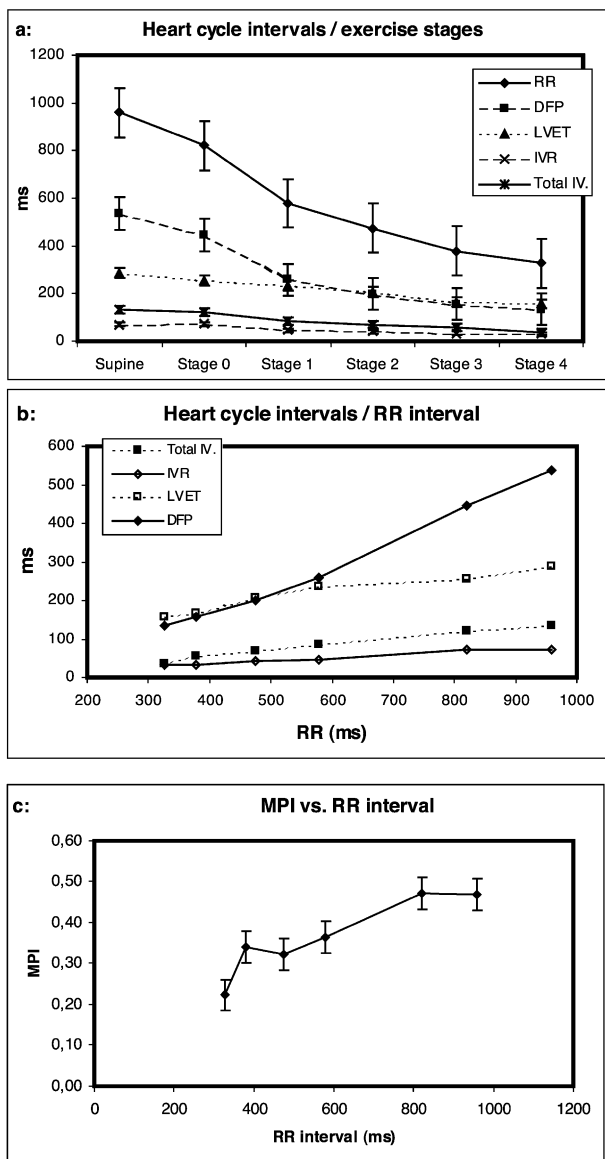 a: Heart cycle intervals / exercise stages
1200
1000
800
600
400
200
0
ms
RR
DFP
LVET
IVR
Total IV.
Supine Stage 0 Stage 1 Stage 2 Stage 3 Stage 4
b: Heart cycle intervals / RR interval
600
500
400
300
200
100
0
ms
Total IV.
IVR
LVET
DFP
200 300 400 500 600 700 800 900 1000
RR (ms)
c: MPI vs. RR interval
0,60
0,50
0,40
0,30
0,20
0,10
0,00
MPI
0 200 400 600 800 1000 1200
RR interval (ms)